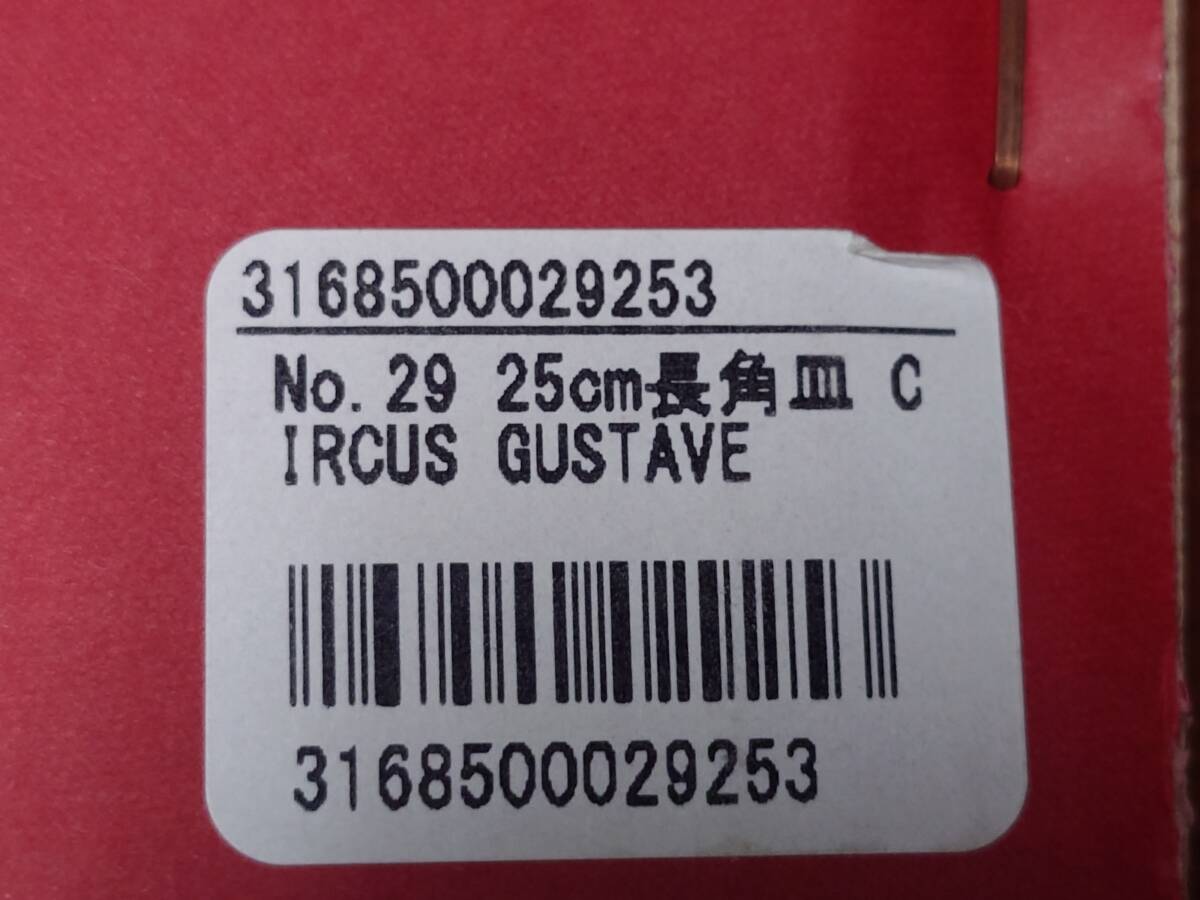 3168500029253
No.29 25cm長角皿 C
IRCUS GUSTAVE
3168500029253